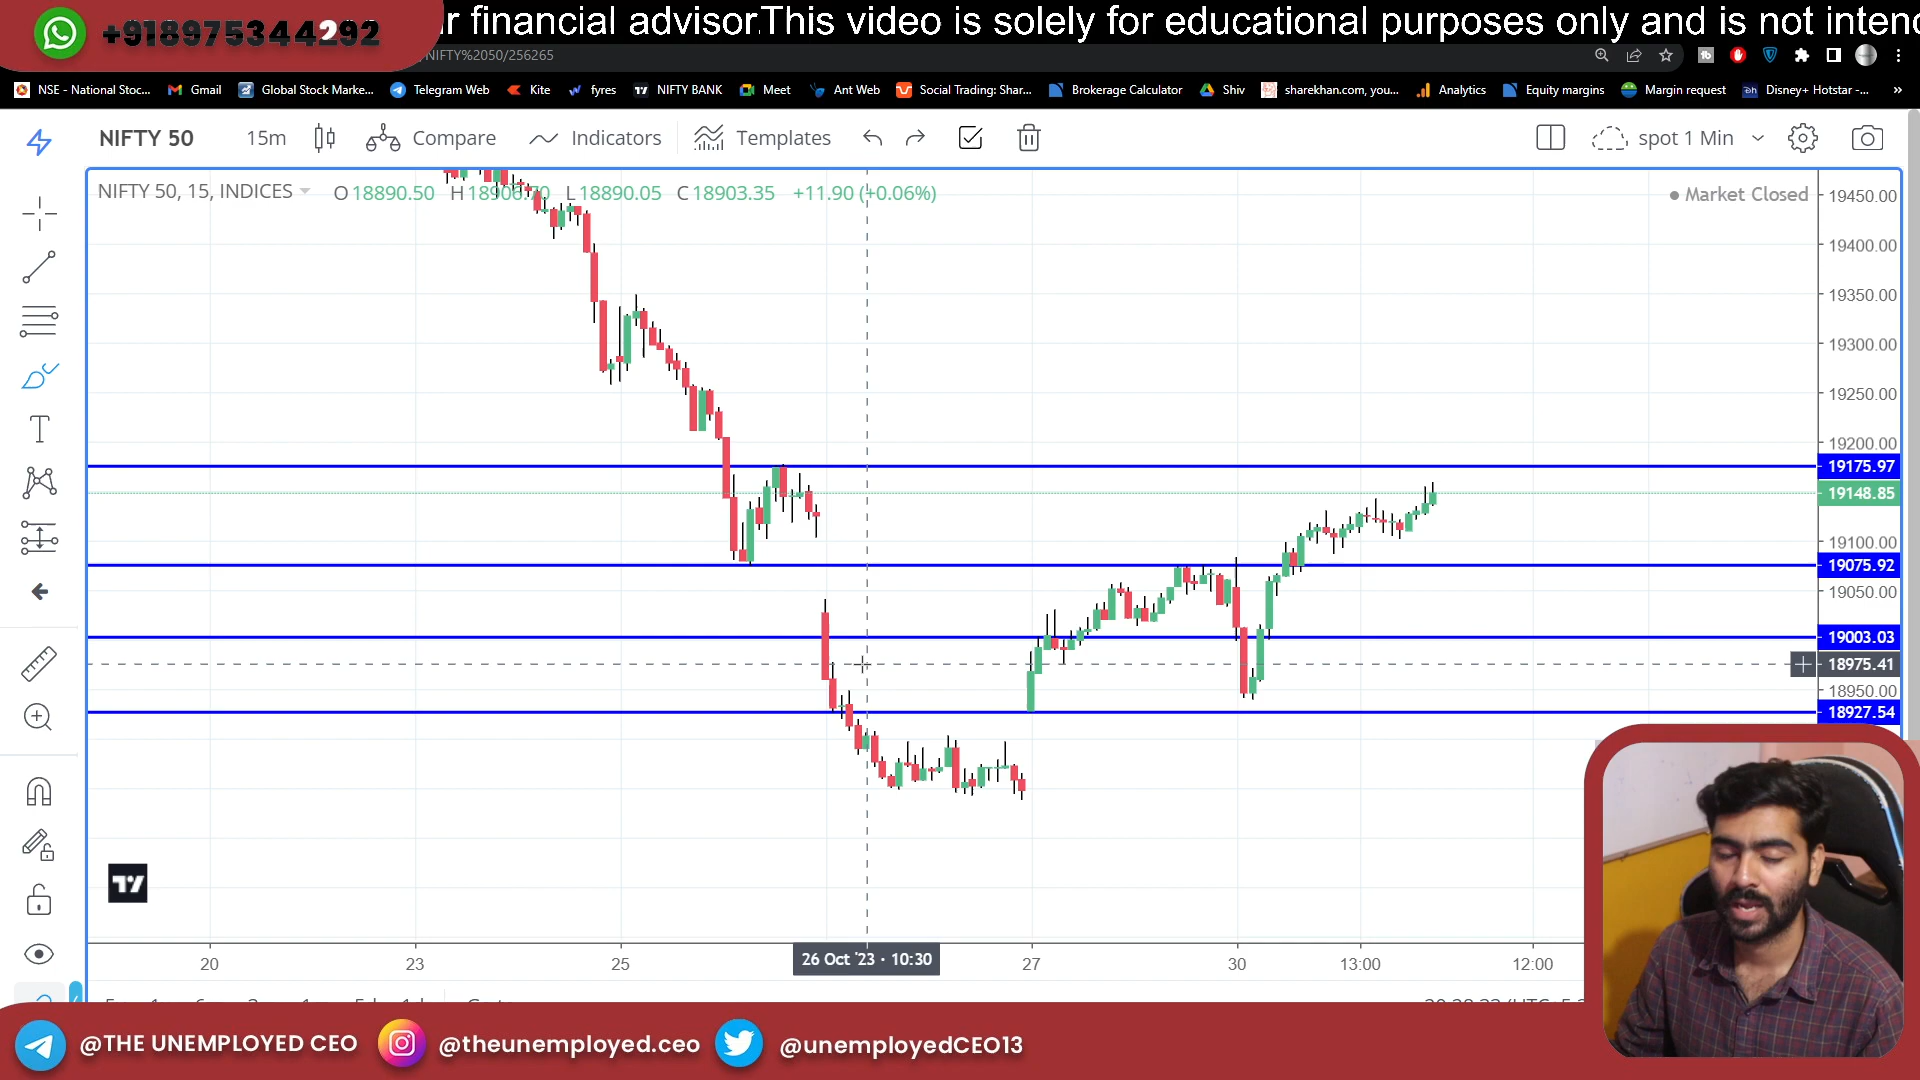 +918975344292
r financial advisor.This video is solely for educational purposes only and is not intend
/NIFTY%2050/256265
NSE - National Stoc... Gmail Global Stock Marke... Telegram Web Kite fyres NIFTY BANK Meet Ant Web Social Trading: Shar... Brokerage Calculator Shiv sharekhan.com, you... Analytics Equity margins Margin request Disney+ Hotstar -... »
NIFTY 50 15m Compare Indicators Templates spot 1 Min
NIFTY 50, 15, INDICES O18890.50 H18906.70 L18890.05 C18903.35 +11.90 (+0.06%)
Market Closed
19450.00
19400.00
19350.00
19300.00
19250.00
19200.00
19175.97
19148.85
19100.00
19075.92
19050.00
19003.03
18975.41
18950.00
18927.54
20 23 25 26 Oct '23 • 10:30 27 30 13:00 12:00
@THE UNEMPLOYED CEO @theunemployed.ceo @unemployedCEO13